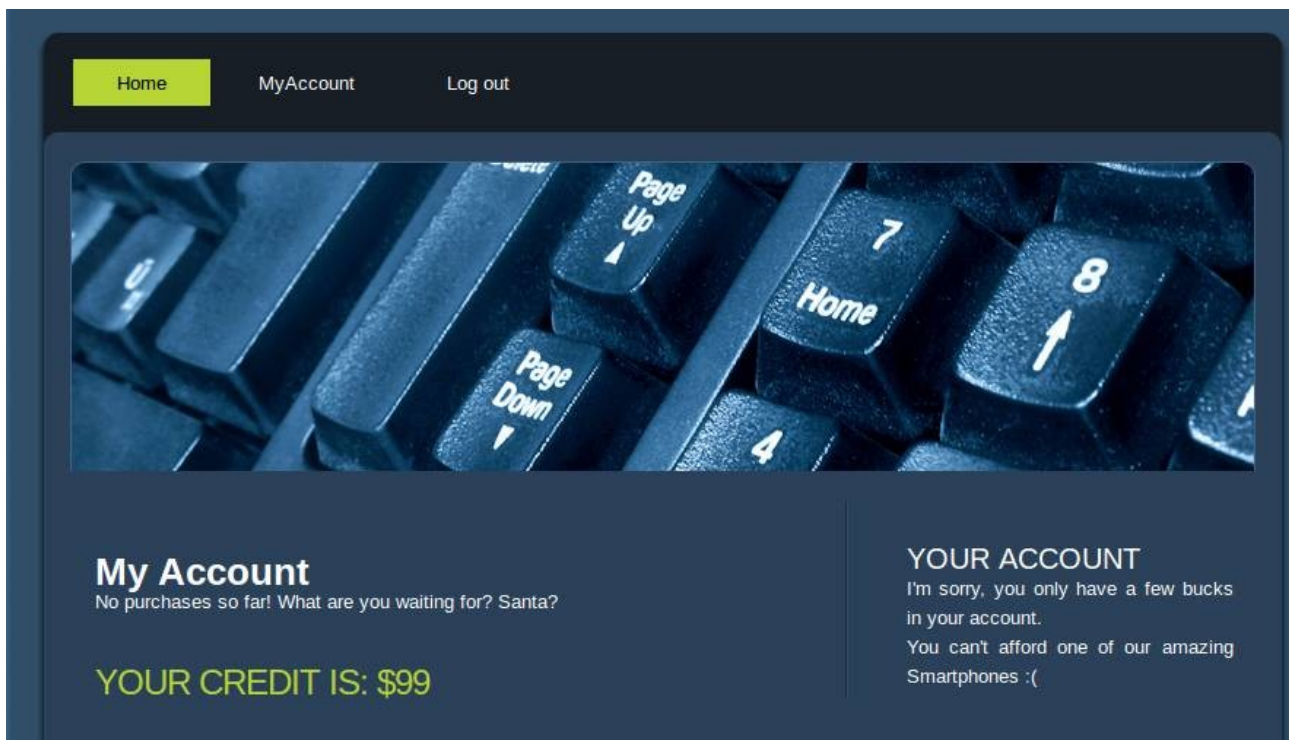 Home MyAccount Log out
Delete
Page
Up
7
Home
8
Page
Down
4
My Account
No purchases so far! What are you waiting for? Santa?
YOUR CREDIT IS: $99
YOUR ACCOUNT
I'm sorry, you only have a few bucks
in your account.
You can't afford one of our amazing
Smartphones :(